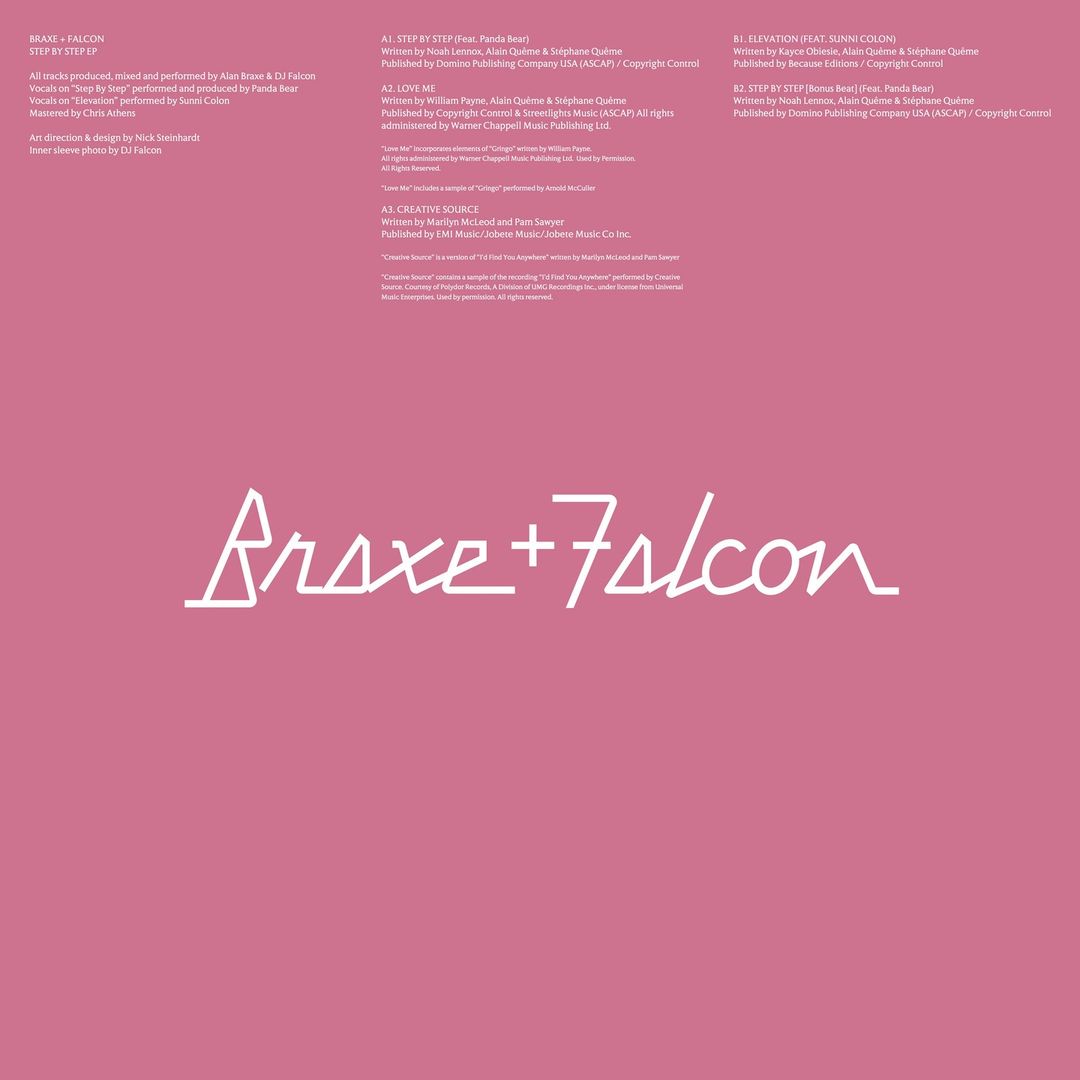 BRAXE + FALCON
STEP BY STEP EP
All tracks produced, mixed and performed by Alan Braxe & DJ Falcon
Vocals on “Step By Step” performed and produced by Panda Bear
Vocals on “Elevation” performed by Sunni Colon
Mastered by Chris Athens
Art direction & design by Nick Steinhardt
Inner sleeve photo by DJ Falcon
A1. STEP BY STEP (Feat. Panda Bear)
Written by Noah Lennox, Alain Quême & Stéphane Quême
Published by Domino Publishing Company USA (ASCAP) / Copyright Control
A2. LOVE ME
Written by William Payne, Alain Quême & Stéphane Quême
Published by Copyright Control & Streetlights Music (ASCAP) All rights
administered by Warner Chappell Music Publishing Ltd.
“Love Me” incorporates elements of “Gringo” written by William Payne.
All rights administered by Warner Chappell Music Publishing Ltd. Used by Permission.
All Rights Reserved.
“Love Me” includes a sample of “Gringo” performed by Arnold McCuller
A3. CREATIVE SOURCE
Written by Marilyn McLeod and Pam Sawyer
Published by EMI Music/Jobete Music/Jobete Music Co Inc.
“Creative Source” is a version of “I’d Find You Anywhere” written by Marilyn McLeod and Pam Sawyer
“Creative Source” contains a sample of the recording “I’d Find You Anywhere” performed by Creative
Source. Courtesy of Polydor Records, A Division of UMG Recordings Inc., under license from Universal
Music Enterprises. Used by permission. All rights reserved.
B1. ELEVATION (FEAT. SUNNI COLON)
Written by Kayce Obiesie, Alain Quême & Stéphane Quême
Published by Because Editions / Copyright Control
B2. STEP BY STEP [Bonus Beat] (Feat. Panda Bear)
Written by Noah Lennox, Alain Quême & Stéphane Quême
Published by Domino Publishing Company USA (ASCAP) / Copyright Control
Braxe + Falcon